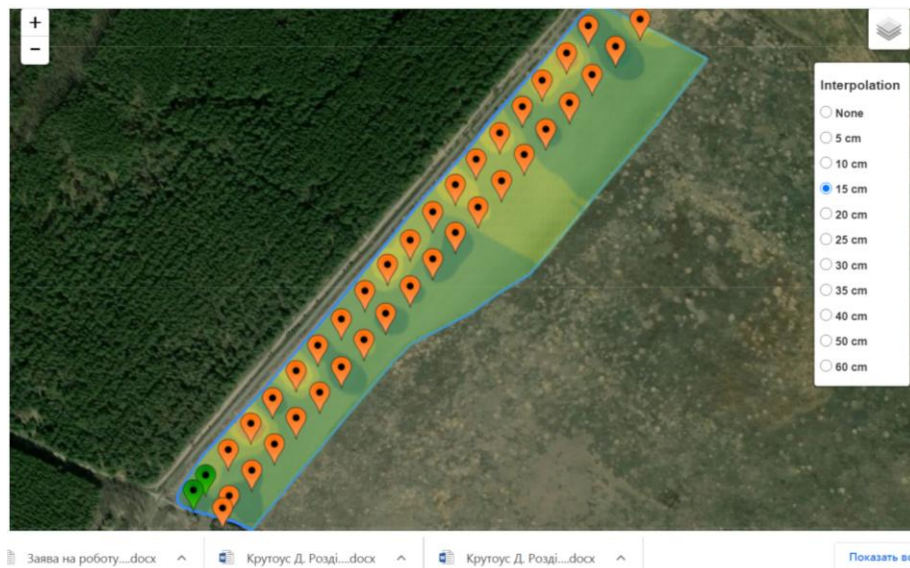 +
−
Interpolation
None
5 cm
10 cm
15 cm
20 cm
25 cm
30 cm
35 cm
40 cm
50 cm
60 cm
Заява на роботу....docx
Крутоус Д. Розді....docx
Крутоус Д. Розді....docx
Показать вс